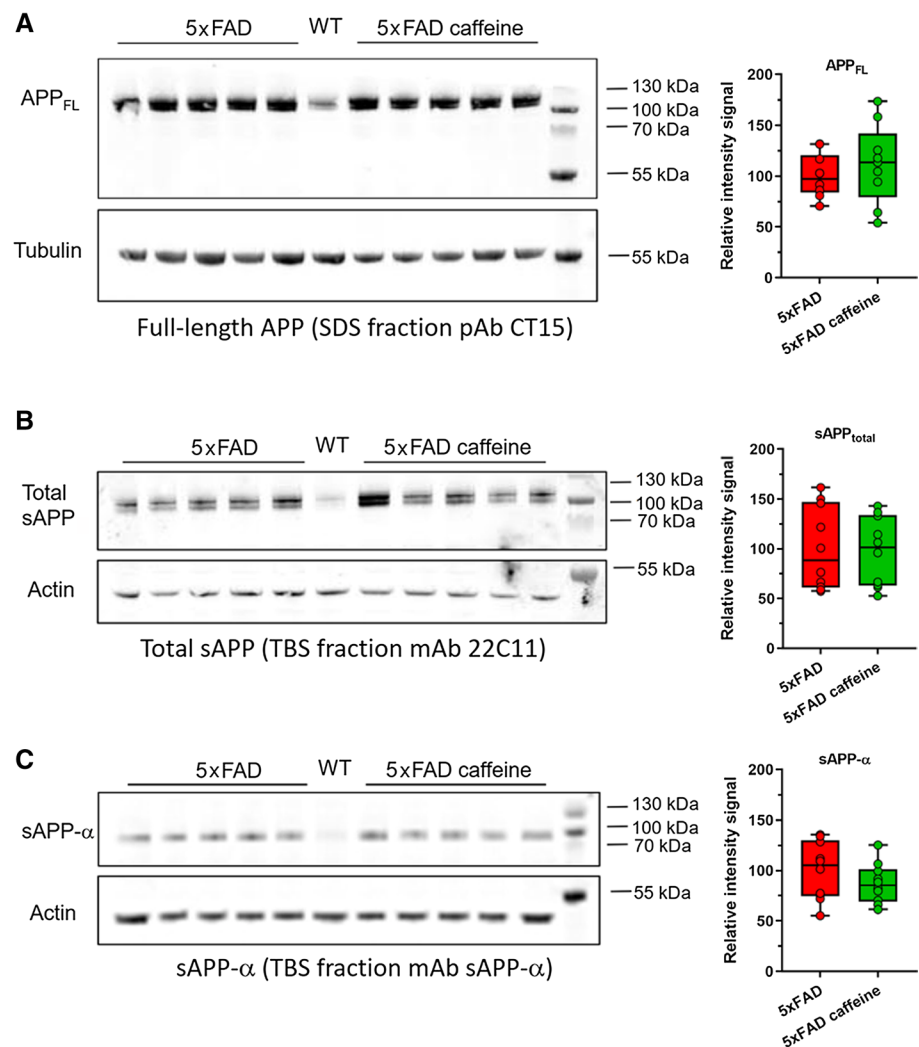 A
5xFAD WT 5xFAD caffeine
APPFL
130 kDa
100 kDa
70 kDa
55 kDa
Tubulin
55 kDa
Full-length APP (SDS fraction pAb CT15)
APPFL
Relative intensity signal
200
150
100
50
0
5xFAD
5xFAD caffeine
B
5xFAD WT 5xFAD caffeine
Total
sAPP
130 kDa
100 kDa
70 kDa
Actin
55 kDa
Total sAPP (TBS fraction mAb 22C11)
sAPPtotal
Relative intensity signal
200
150
100
50
0
5xFAD
5xFAD caffeine
C
5xFAD WT 5xFAD caffeine
sAPP-α
130 kDa
100 kDa
70 kDa
Actin
55 kDa
sAPP-α (TBS fraction mAb sAPP-α)
sAPP-α
Relative intensity signal
200
150
100
50
0
5xFAD
5xFAD caffeine